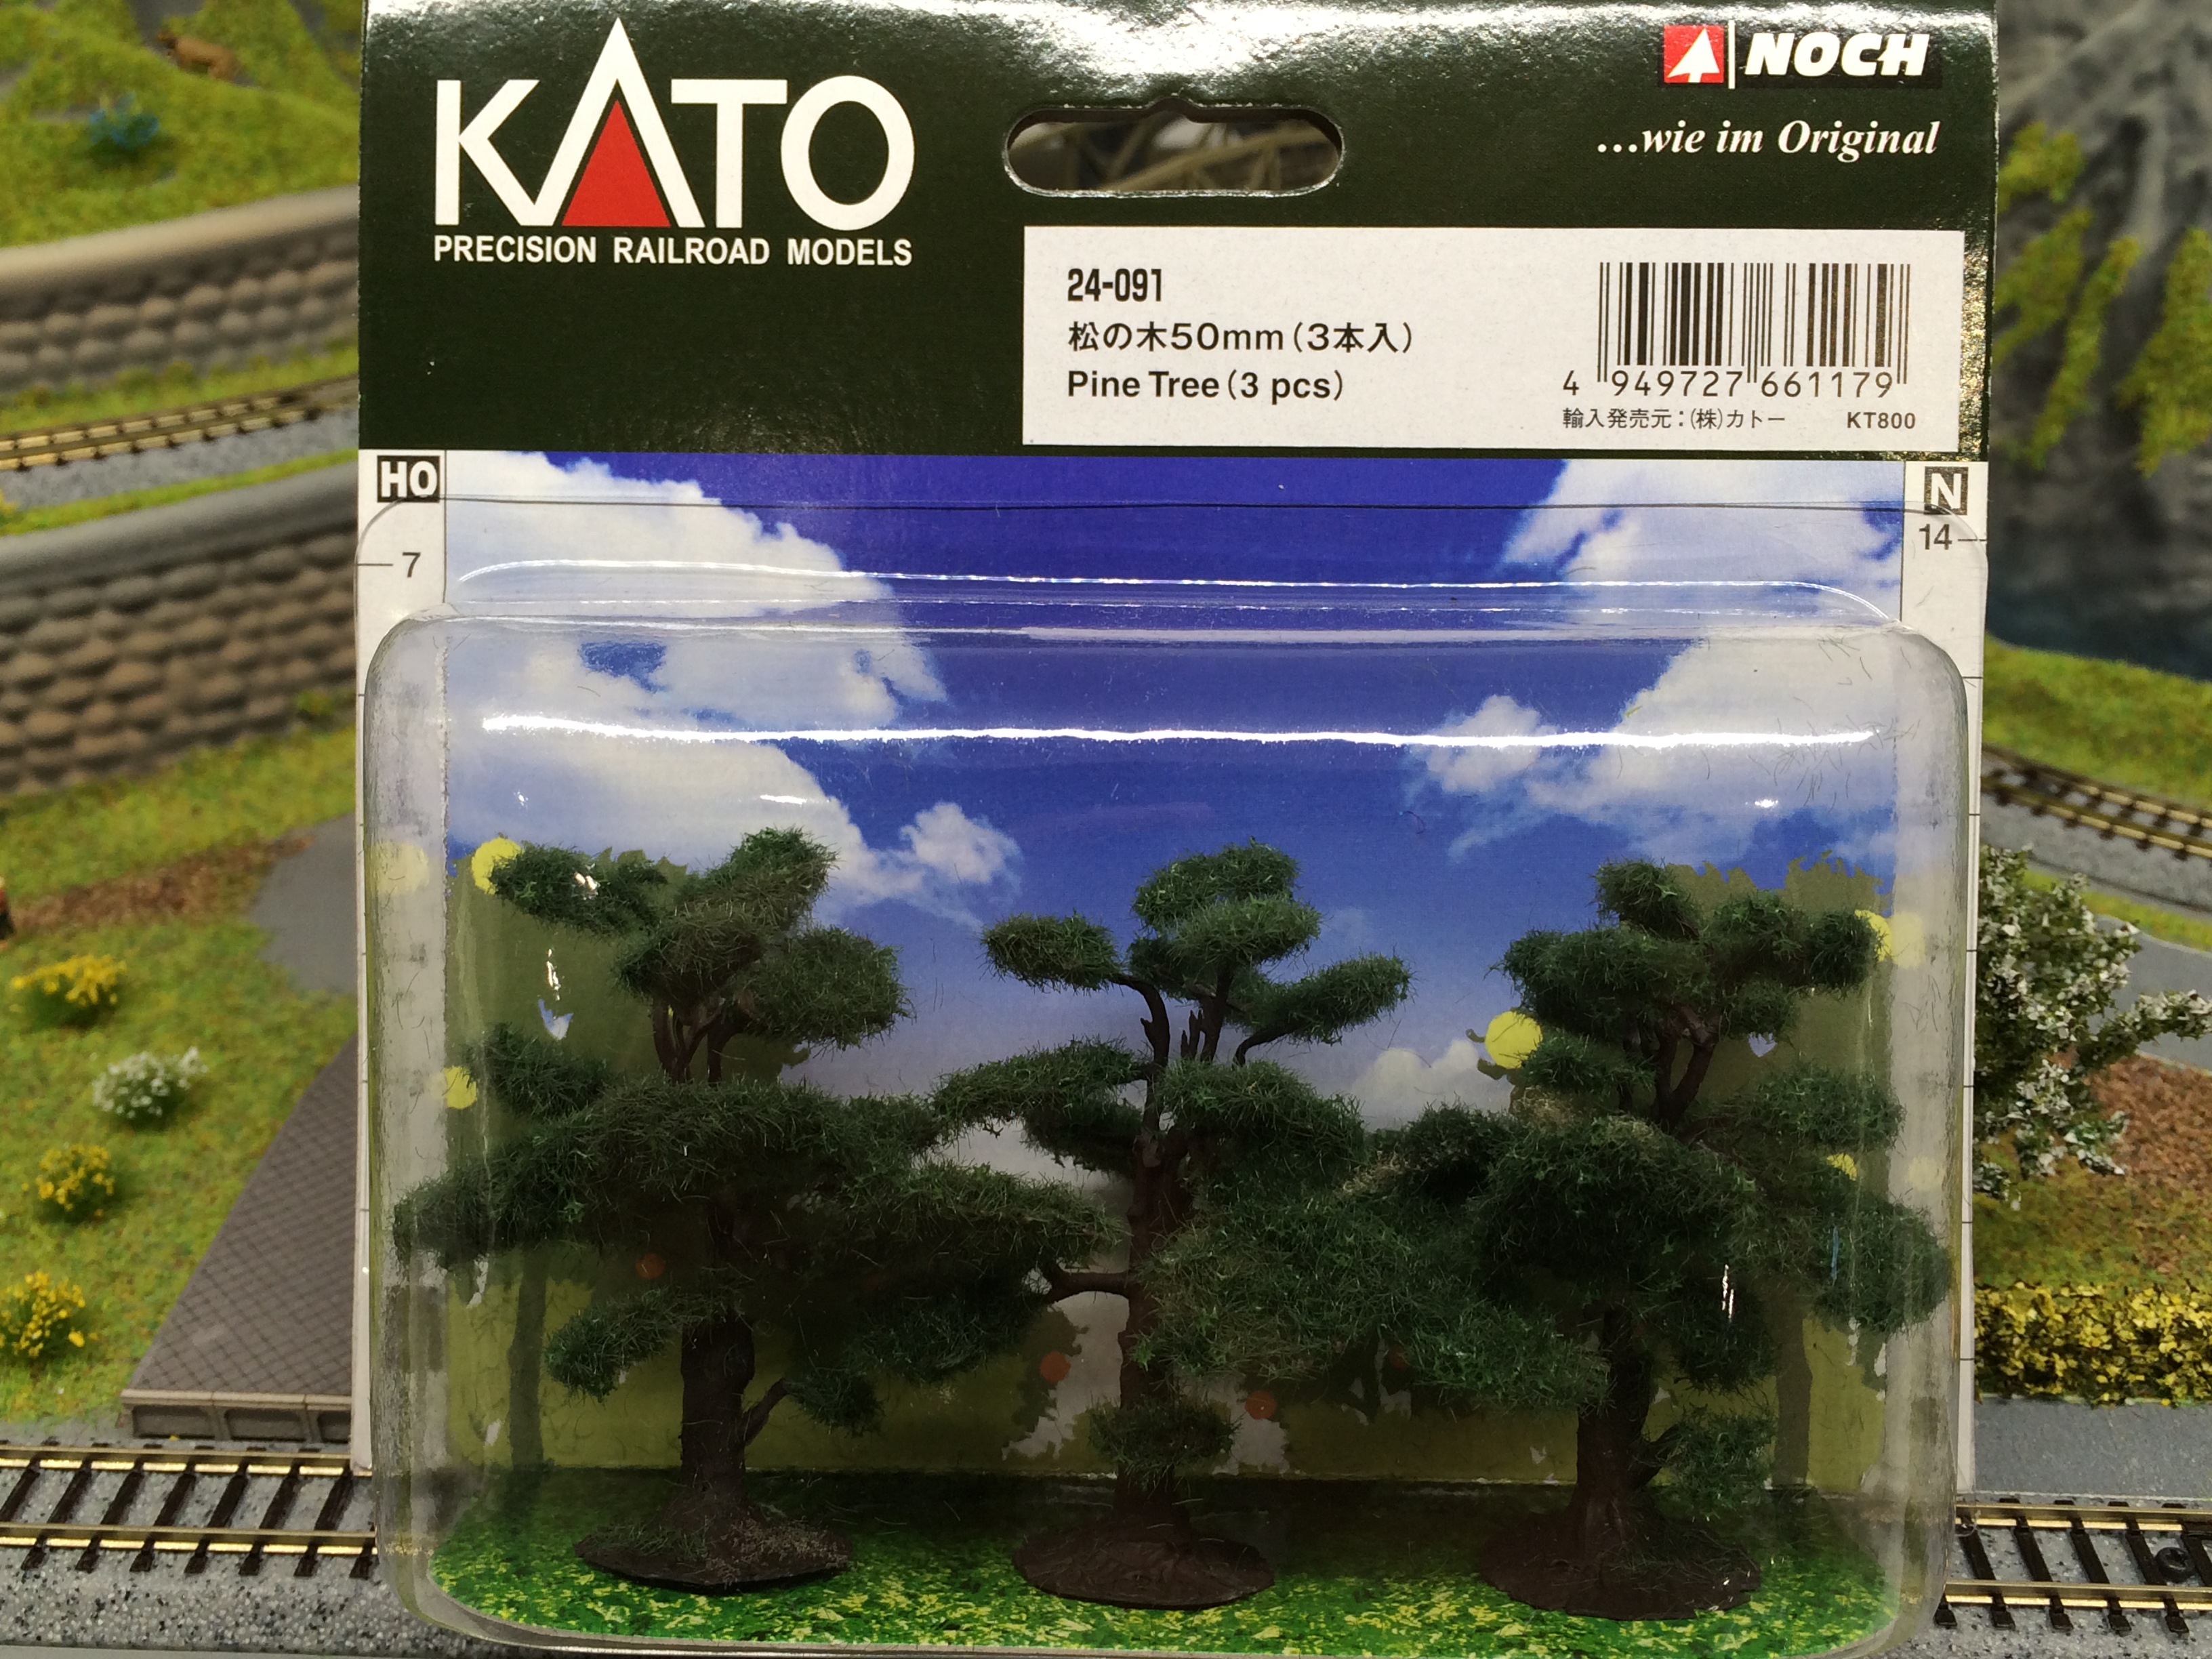 KATO
PRECISION RAILROAD MODELS
NOCH
...wie im Original
24-091
松の木50mm(3本入)
Pine Tree(3 pcs)
4 949727 661179
輸入発売元:(株)カトー KT800
HO
7
N
14